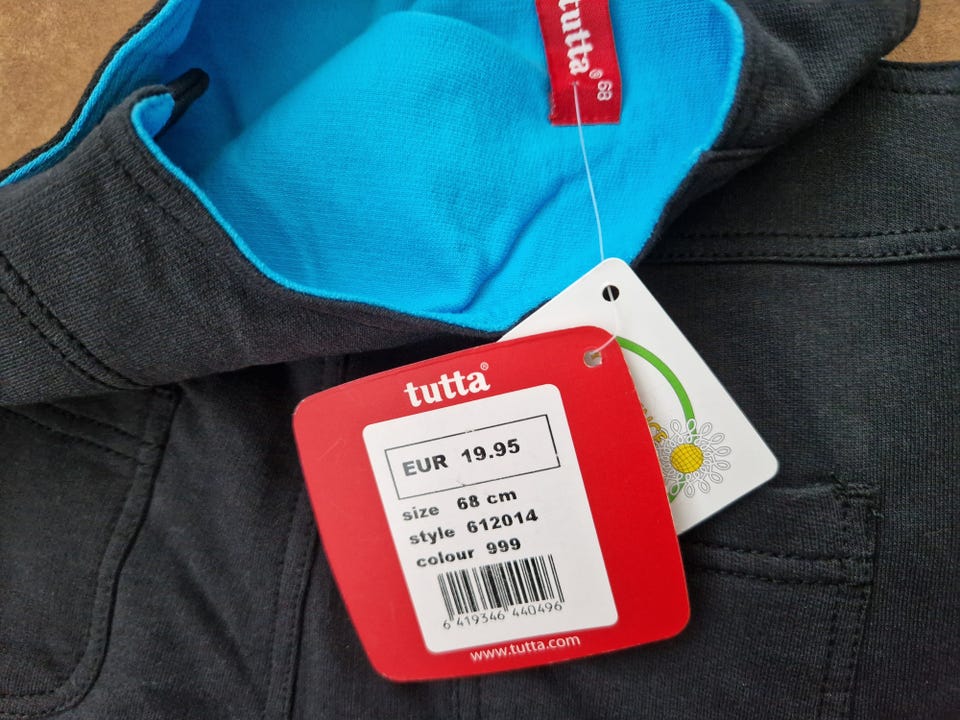 tutta® 68
tutta®
EUR 19.95
size 68 cm
style 612014
colour 999
6 419346 440496
www.tutta.com